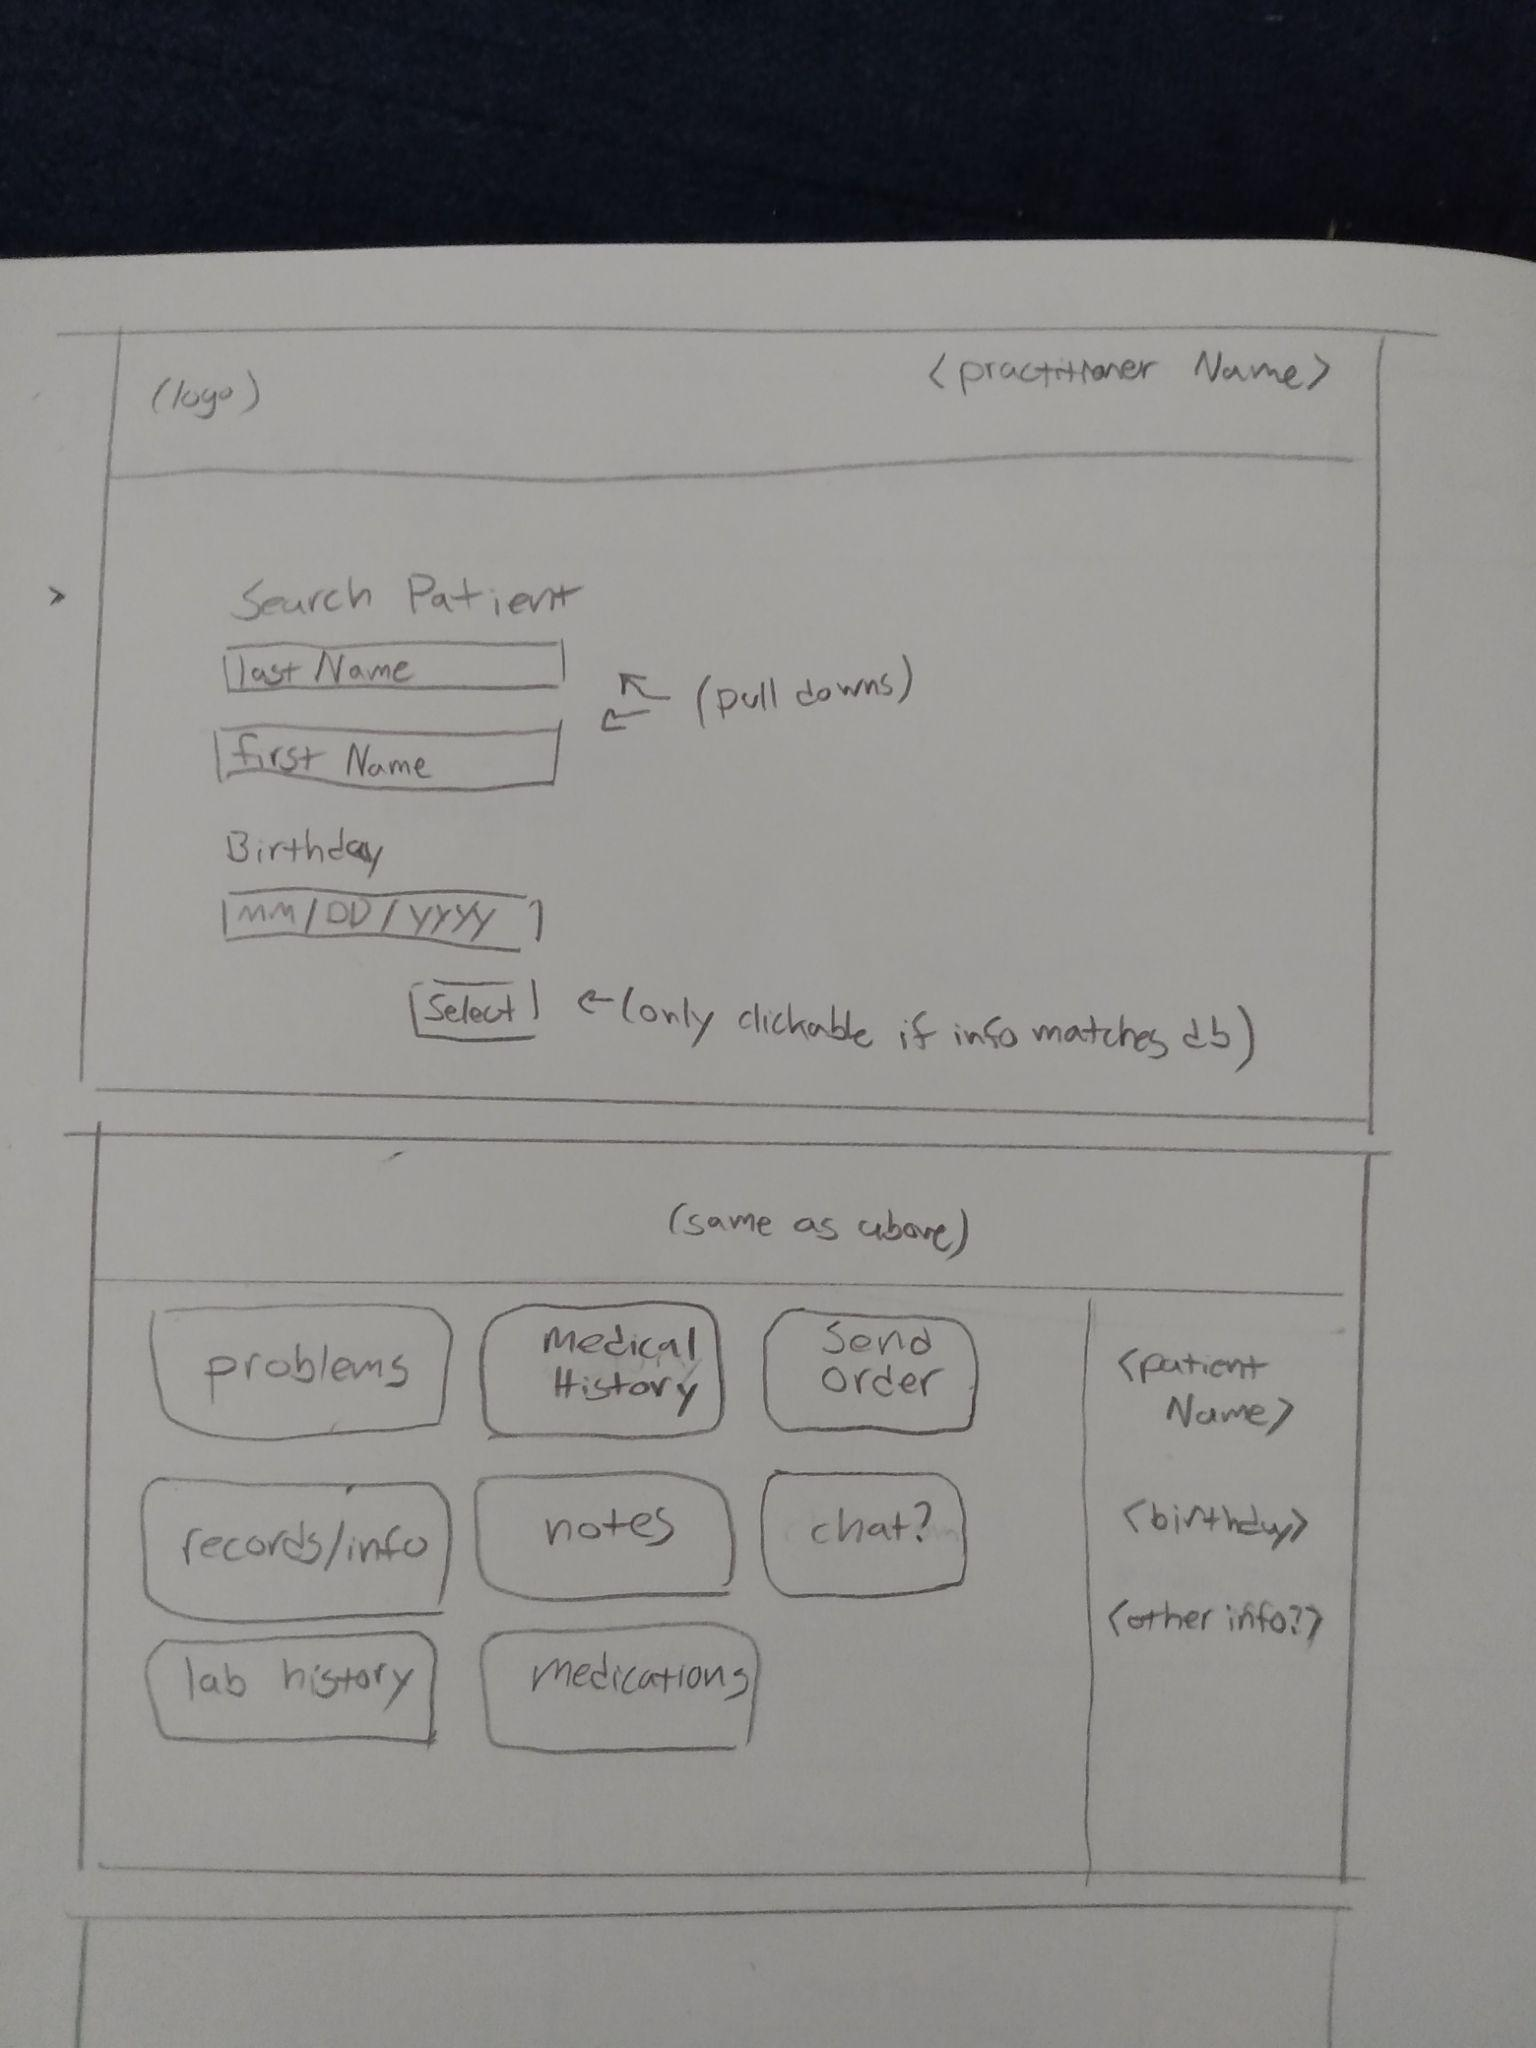 (logo)
<practitioner Name>
Search Patient
last Name
(pull downs)
first Name
Birthday
MM/DD/YYYY
Select
(only clickable if info matches db)
(same as above)
problems
Medical
History
Send
Order
<patient
Name>
records/info
notes
chat?
<birthday>
<other info?>
lab history
medications